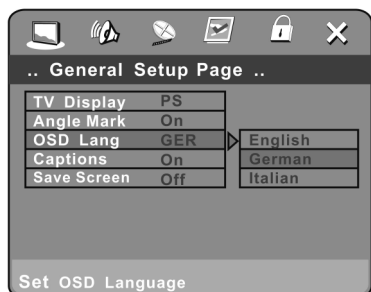 .. General Setup Page ..
TV Display PS
Angle Mark On
OSD Lang GER English
Captions On German
Save Screen Off Italian
Set OSD Language